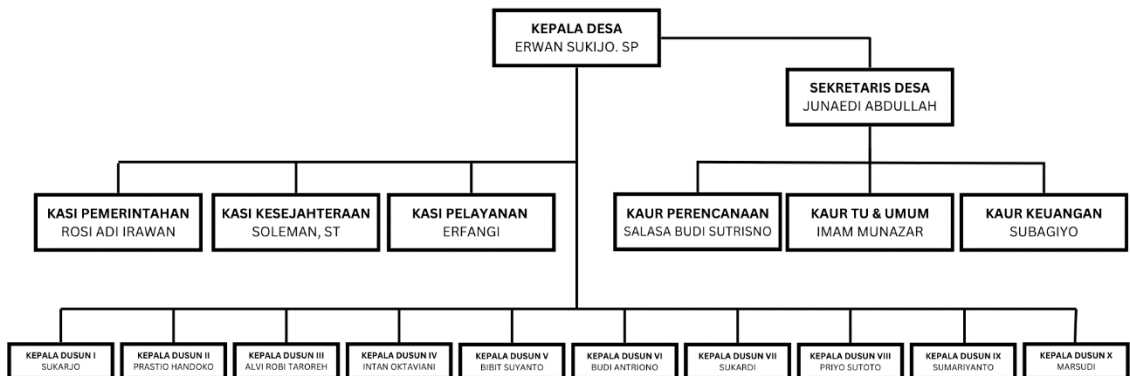 KEPALA DESA
ERWAN SUKIJO. SP
SEKRETARIS DESA
JUNAEDI ABDULLAH
KASI PEMERINTAHAN
ROSI ADI IRAWAN
KASI KESEJAHTERAAN
SOLEMAN, ST
KASI PELAYANAN
ERFANGI
KAUR PERENCANAAN
SALASA BUDI SUTRISNO
KAUR TU & UMUM
IMAM MUNAZAR
KAUR KEUANGAN
SUBAGIYO
KEPALA DUSUN I
SUKARJO
KEPALA DUSUN II
PRASTIO HANDOKO
KEPALA DUSUN III
ALVI ROBI TAROREH
KEPALA DUSUN IV
INTAN OKTAVIANI
KEPALA DUSUN V
BIBIT SUYANTO
KEPALA DUSUN VI
BUDI ANTRIONO
KEPALA DUSUN VII
SUKARDI
KEPALA DUSUN VIII
PRIYO SUTOTO
KEPALA DUSUN IX
SUMARIYANTO
KEPALA DUSUN X
MARSUDI